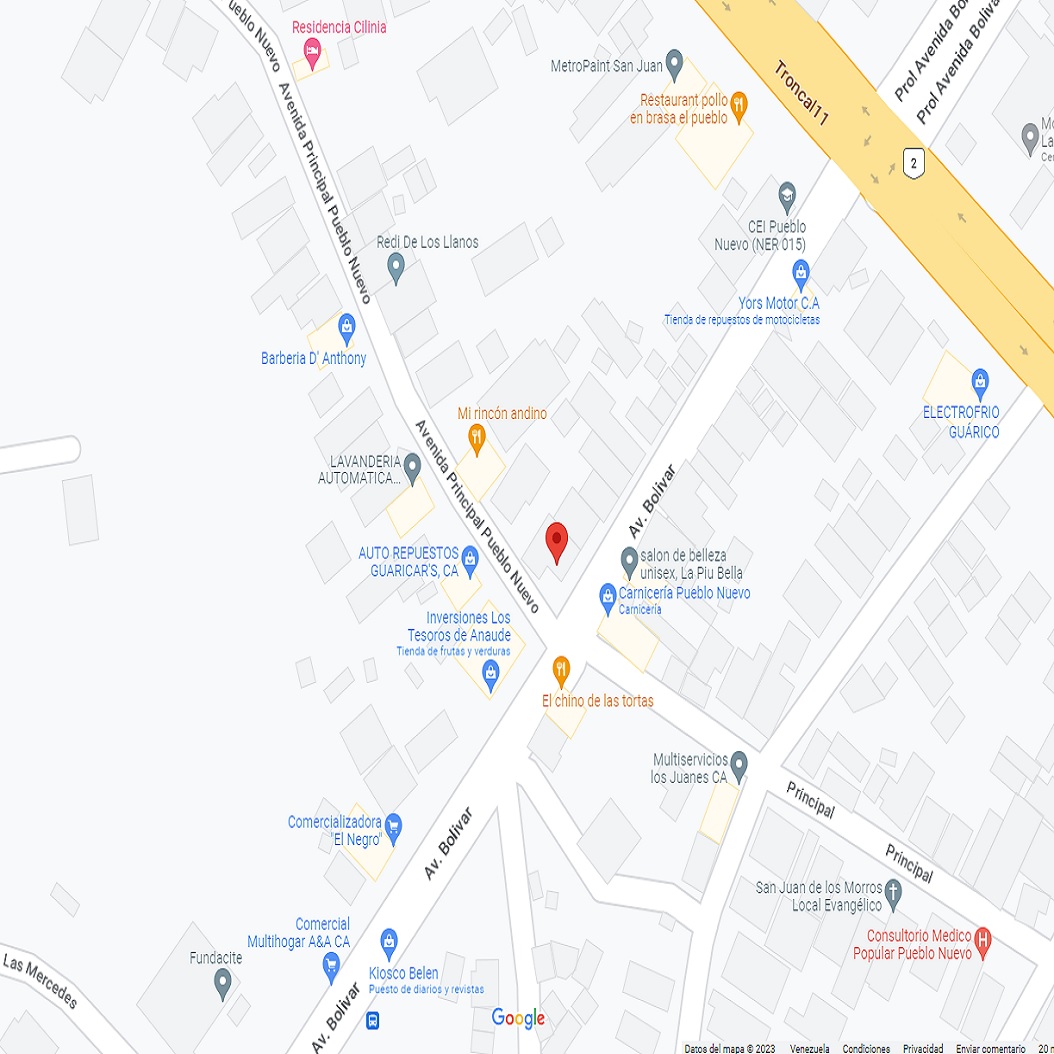 ueblo Nuevo
Residencia Cilinia
Avenida Principal Pueblo Nuevo
MetroPaint San Juan
Restaurant pollo
en brasa el pueblo
Troncal11
Prol Avenida Bo
Prol Avenida Boliva
2
Mo
La
Cer
CEI Pueblo
Nuevo (NER 015)
Redi De Los Llanos
Yors Motor C.A
Tienda de repuestos de motocicletas
Barberia D' Anthony
ELECTROFRIO
GUÁRICO
Mi rincón andino
Avenida Principal Pueblo Nuevo
LAVANDERIA
AUTOMATICA...
Av. Bolivar
AUTO REPUESTOS
GUARICAR'S, CA
salon de belleza
unisex, La Piu Bella
Carnicería Pueblo Nuevo
Carnicería
Inversiones Los
Tesoros de Anaude
Tienda de frutas y verduras
El chino de las tortas
Multiservicios
los Juanes CA
Príncipal
Príncipal
Comercializadora
"El Negro"
Av. Bolivar
San Juan de los Morros
Local Evangélico
Consultorio Medico
Popular Pueblo Nuevo
H
Comercial
Multihogar A&A CA
Fundacite
Las Mercedes
Kiosco Belen
Puesto de diarios y revistas
Av. Bolivar
Google
Datos del mapa © 2023 Venezuela Condiciones Privacidad Enviar comentario 20 m